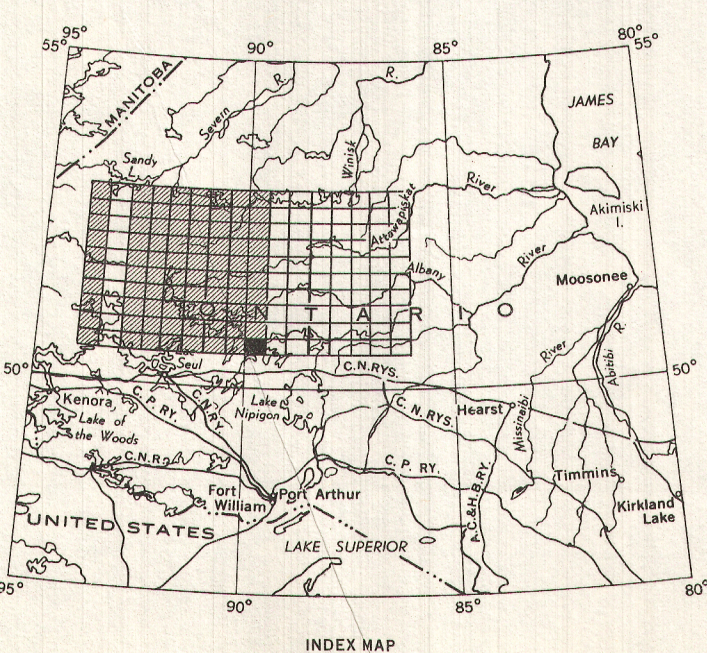 95°
90°
85°
80°
55°
55°
MANITOBA
Severn
R.
R.
JAMES
BAY
Winisk
Sandy
L.
River
Attawapiskat
Akimiski
I.
River
Albany
Moosonee
ONTARIO
River
Abitibi
R.
Seul
50°
C.N.RYS.
50°
Kenora
C.P. RY.
C.N.RY.
Lake
Nipigon
C.N.RYS.
Hearst
Missinaibi
Lake of
the Woods
C.N.R.
C.P. RY.
Timmins
Fort
William
Port Arthur
A.C.&H.B.RY.
Kirkland
Lake
UNITED STATES
LAKE SUPERIOR
95°
90°
85°
80°
INDEX MAP